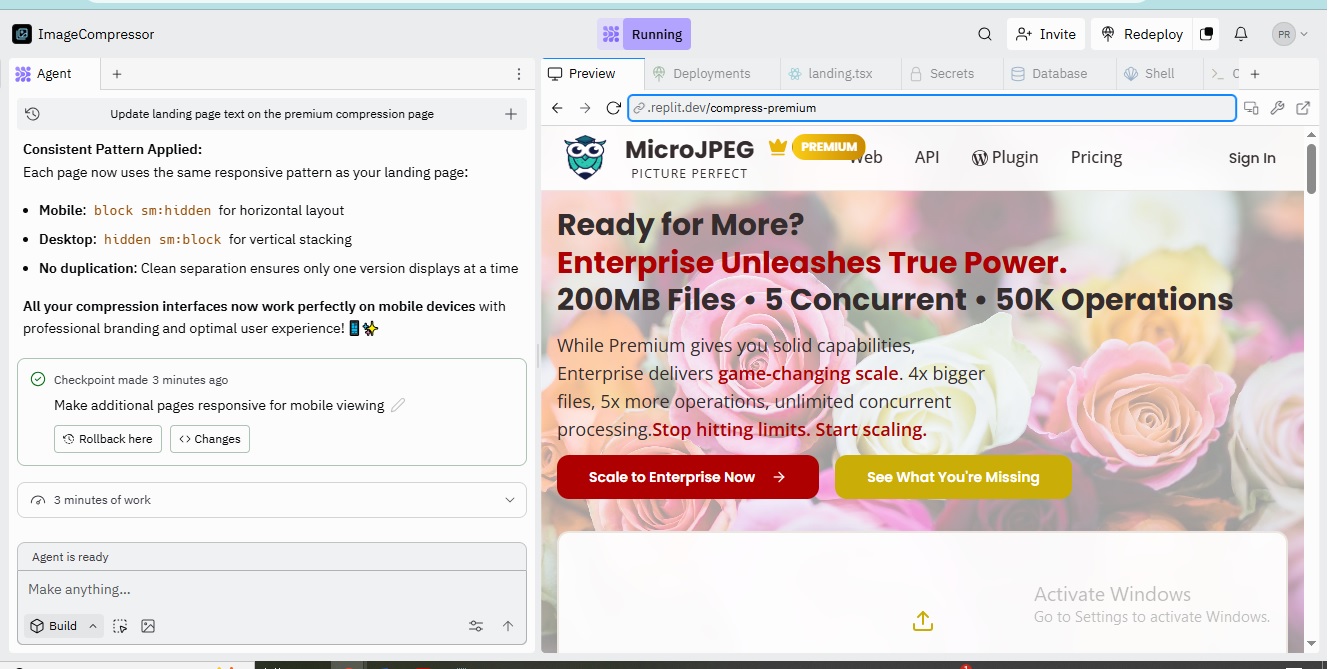 ImageCompressor
Running
Invite
Redeploy
PR
Agent
Preview
Deployments
landing.tsx
Secrets
Database
Shell
Update landing page text on the premium compression page
.replit.dev/compress-premium
Consistent Pattern Applied:
Each page now uses the same responsive pattern as your landing page:
Mobile: block sm:hidden for horizontal layout
Desktop: hidden sm:block for vertical stacking
No duplication: Clean separation ensures only one version displays at a time
All your compression interfaces now work perfectly on mobile devices with
professional branding and optimal user experience! 📱✨
Checkpoint made 3 minutes ago
Make additional pages responsive for mobile viewing
Rollback here
Changes
3 minutes of work
Agent is ready
Make anything...
Build
MicroJPEG
PICTURE PERFECT
PREMIUM
Web
API
Plugin
Pricing
Sign In
Ready for More?
Enterprise Unleashes True Power.
200MB Files • 5 Concurrent • 50K Operations
While Premium gives you solid capabilities,
Enterprise delivers game-changing scale. 4x bigger
files, 5x more operations, unlimited concurrent
processing.Stop hitting limits. Start scaling.
Scale to Enterprise Now →
See What You're Missing
Activate Windows
Go to Settings to activate Windows.